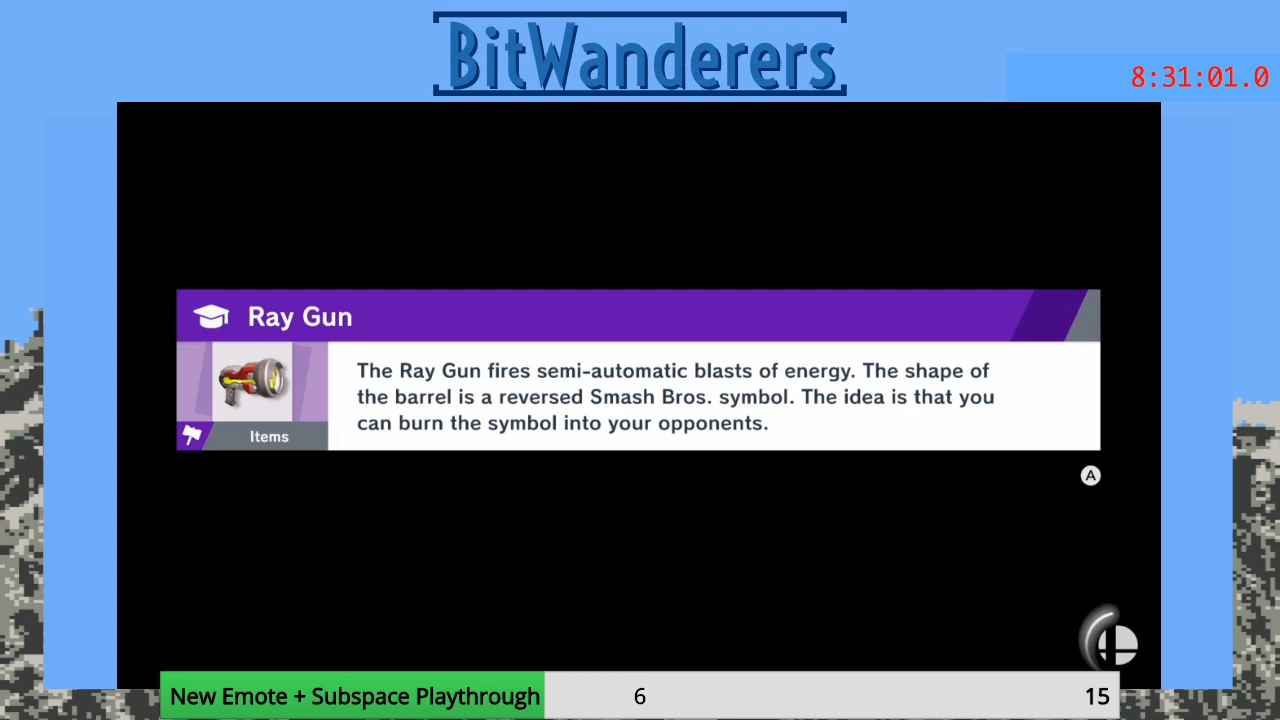 BitWanderers
8:31:01.0
Ray Gun
The Ray Gun fires semi-automatic blasts of energy. The shape of
the barrel is a reversed Smash Bros. symbol. The idea is that you
can burn the symbol into your opponents.
Items
A
New Emote + Subspace Playthrough 6 15